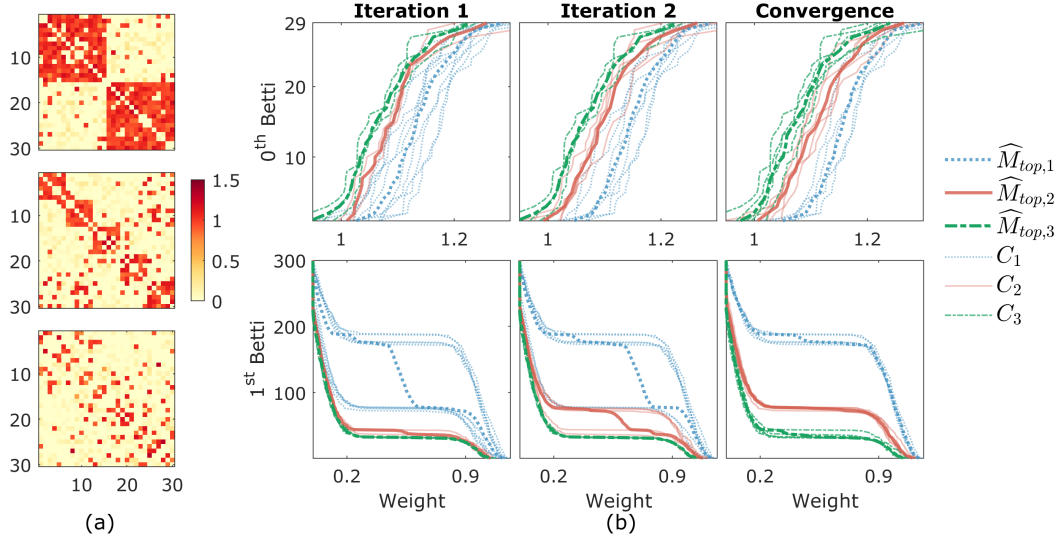 10
20
30
10
20
30
10
20
30
10 20 30
(a)
1.5
1
0.5
0
Iteration 1 Iteration 2 Convergence
0th Betti
29
20
10
1 1.2 1 1.2 1 1.2
1st Betti
300
200
100
0.2 0.9 0.2 0.9 0.2 0.9
Weight Weight Weight
(b)
M̂top,1
M̂top,2
M̂top,3
C1
C2
C3